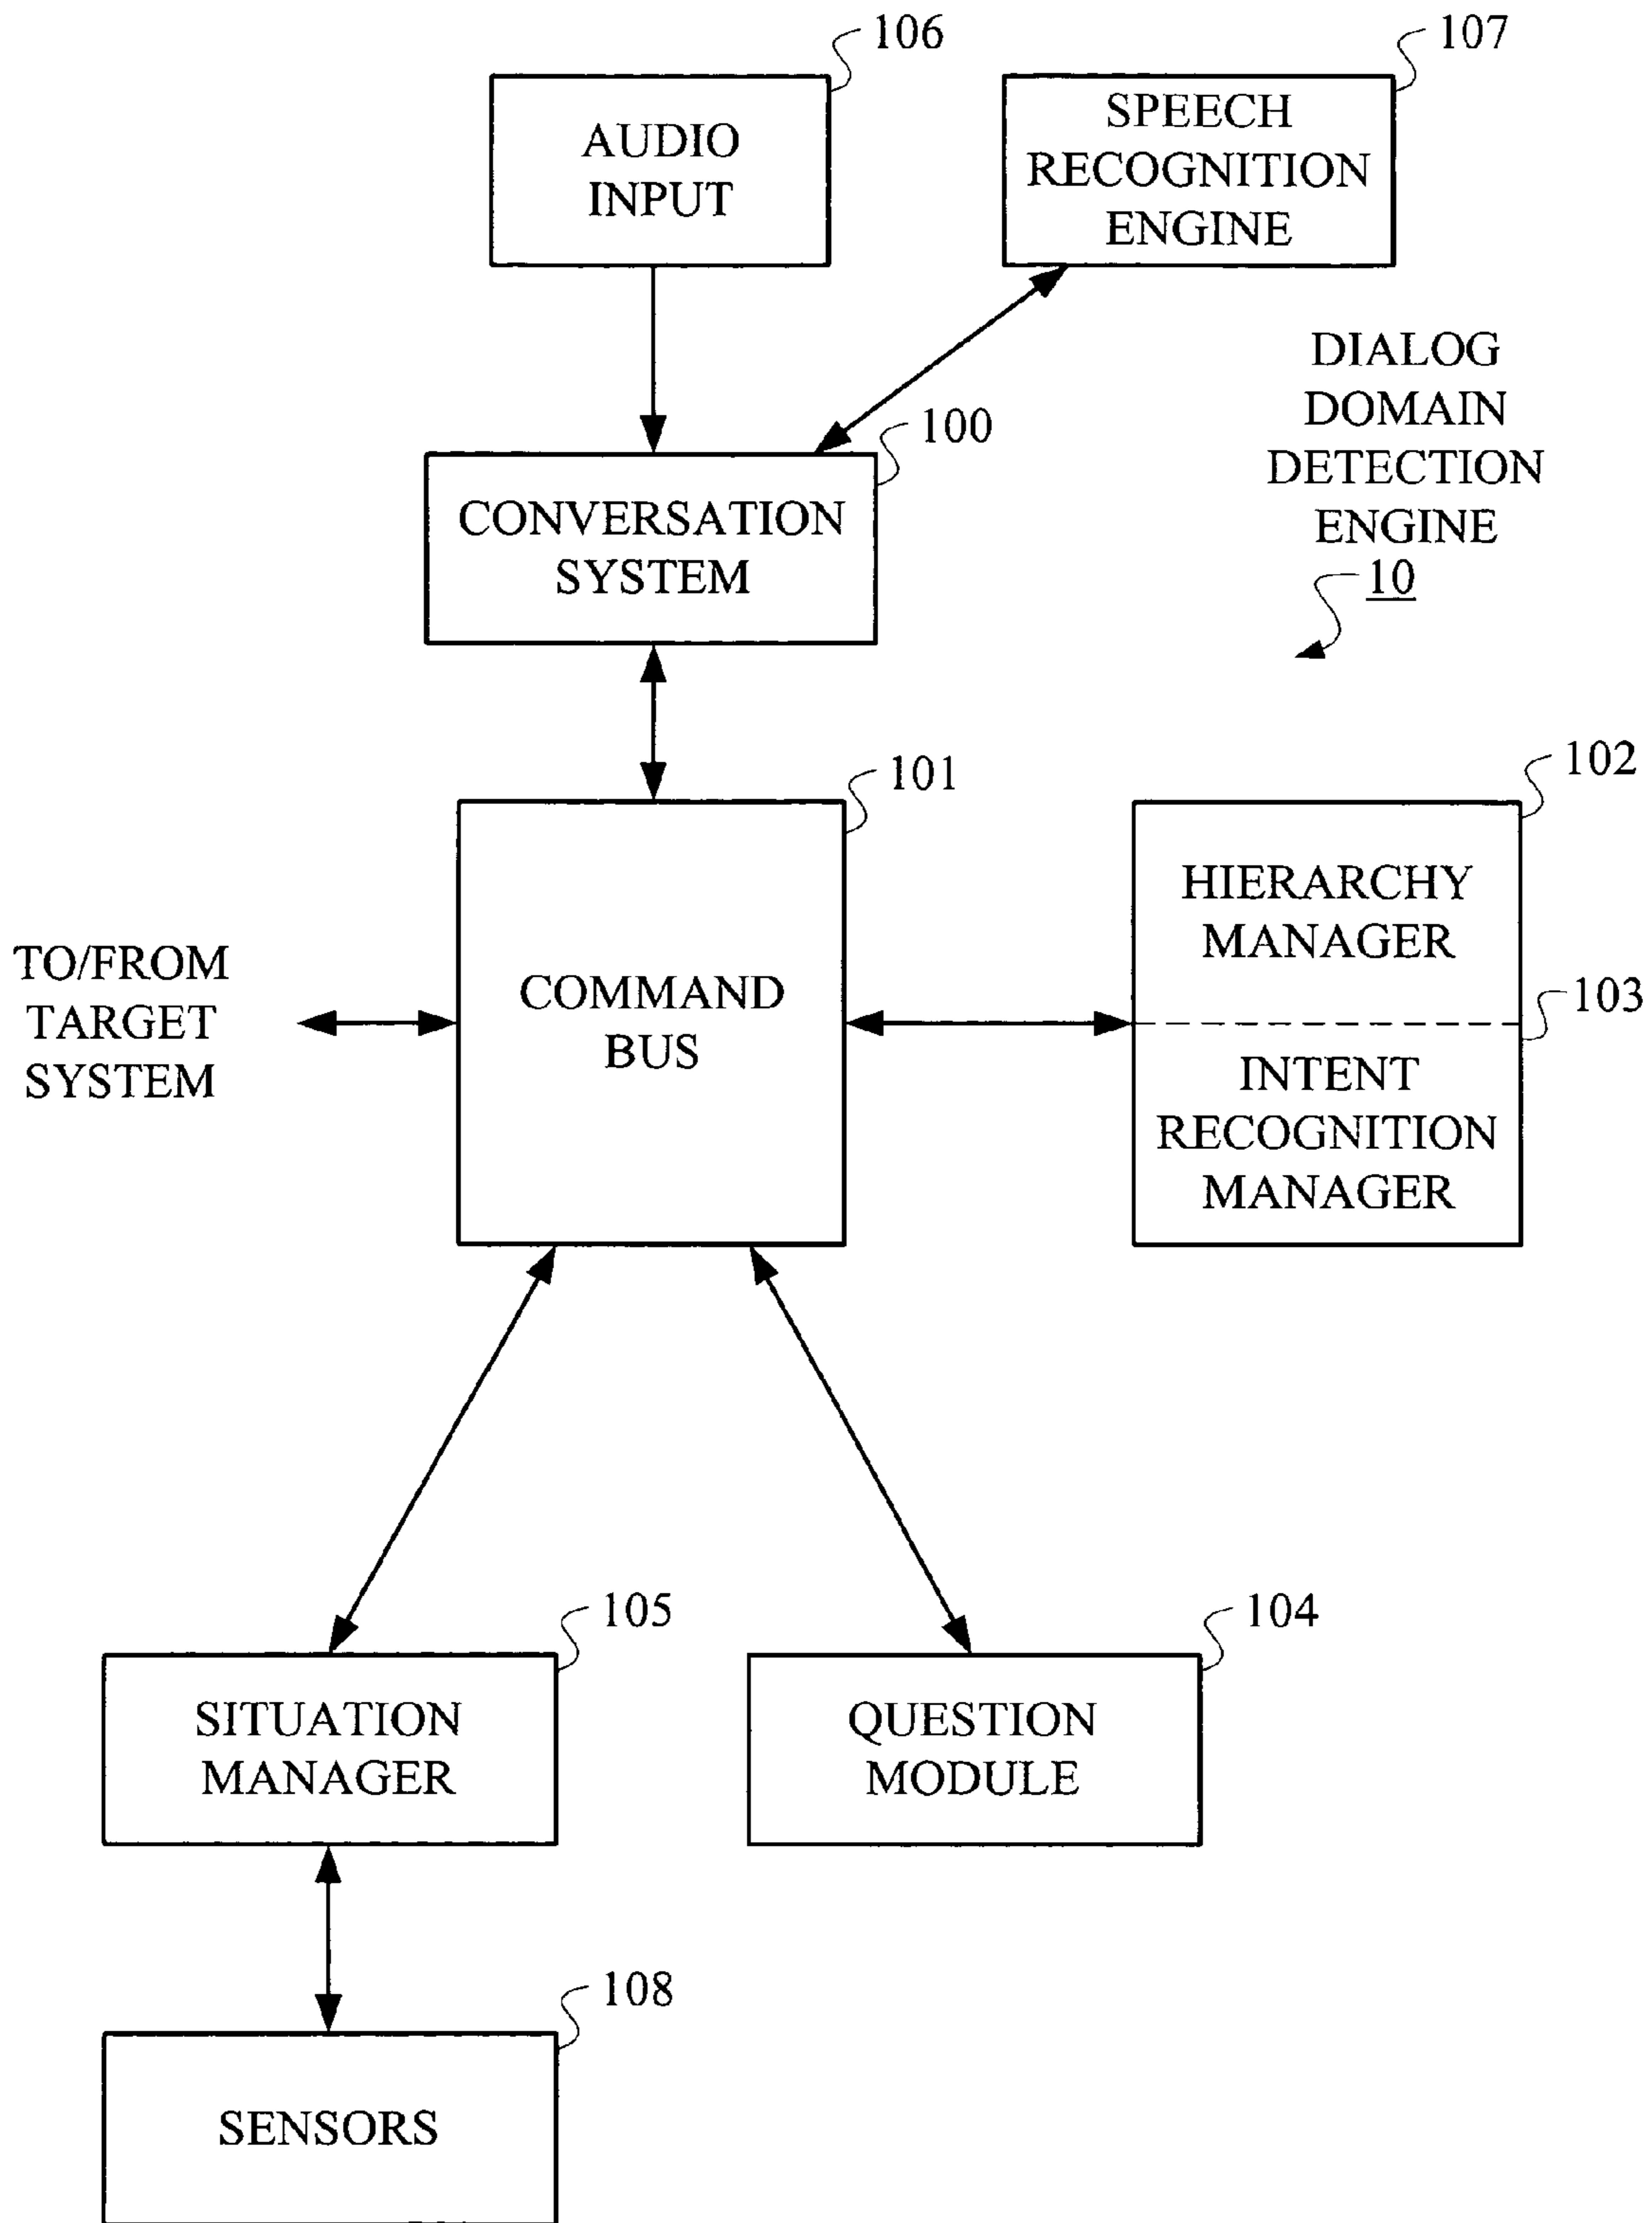 106
107
AUDIO
INPUT
SPEECH
RECOGNITION
ENGINE
DIALOG
DOMAIN
DETECTION
ENGINE
10
100
CONVERSATION
SYSTEM
101
102
HIERARCHY
MANAGER
103
INTENT
RECOGNITION
MANAGER
TO/FROM
TARGET
SYSTEM
COMMAND
BUS
105
104
SITUATION
MANAGER
QUESTION
MODULE
108
SENSORS